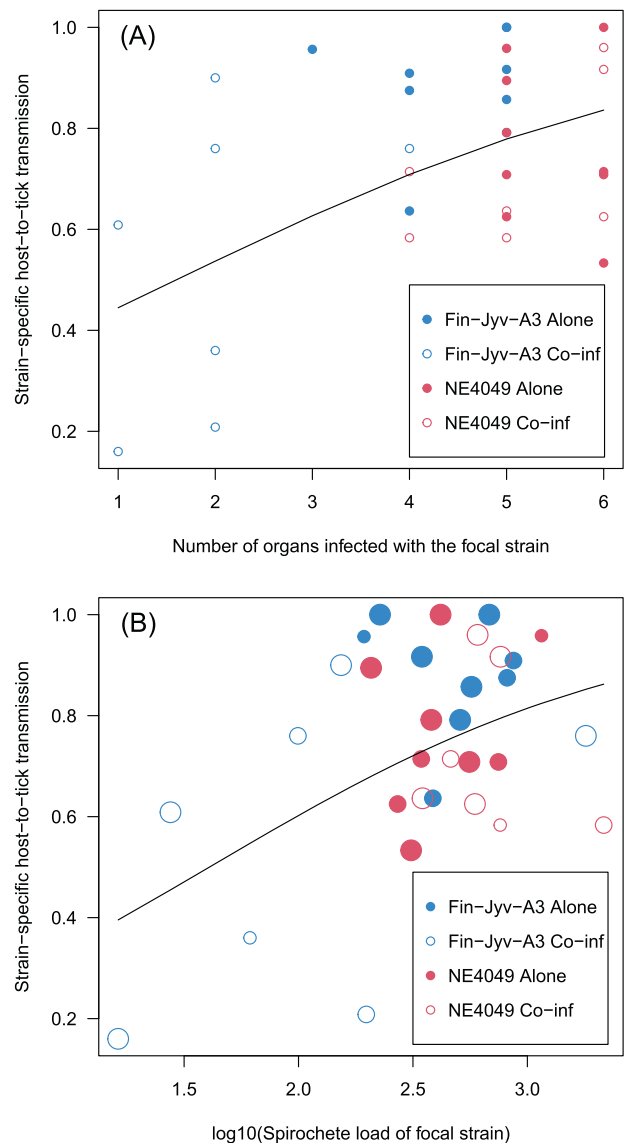 (A)
1.0
0.8
0.6
0.4
0.2
Strain−specific host−to−tick transmission
Fin−Jyv−A3 Alone
Fin−Jyv−A3 Co−inf
NE4049 Alone
NE4049 Co−inf
1 2 3 4 5 6
Number of organs infected with the focal strain
(B)
1.0
0.8
0.6
0.4
0.2
Strain−specific host−to−tick transmission
Fin−Jyv−A3 Alone
Fin−Jyv−A3 Co−inf
NE4049 Alone
NE4049 Co−inf
1.5 2.0 2.5 3.0
log10(Spirochete load of focal strain)